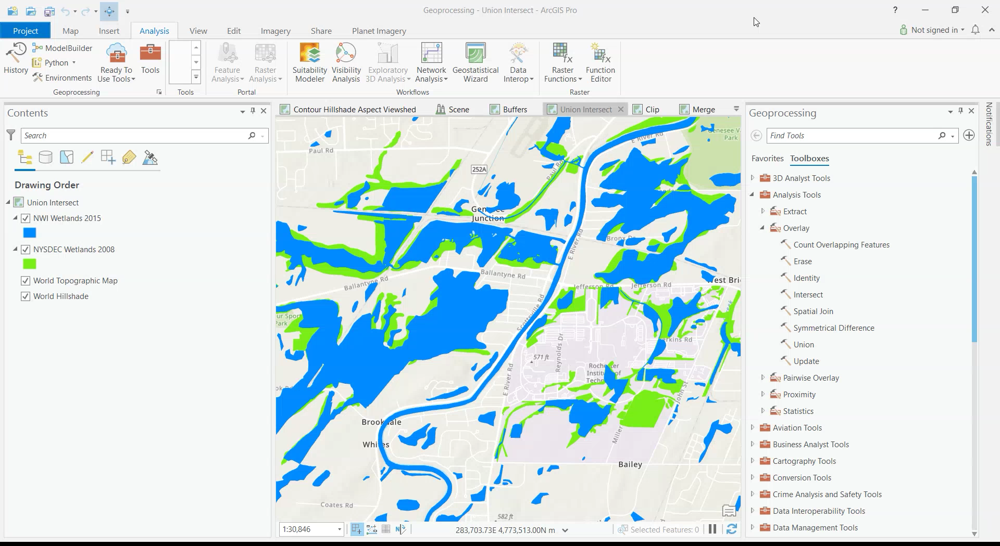 Geoprocessing - Union Intersect - ArcGIS Pro
?
Project Map Insert Analysis View Edit Imagery Share Planet Imagery
Not signed in
History
ModelBuilder
Python
Environments
Ready To
Use Tools
Tools
Feature
Analysis
Raster
Analysis
Suitability
Modeler
Visibility
Analysis
Exploratory
3D Analysis
Network
Analysis
Geostatistical
Wizard
Data
Interop
Raster
Functions
Function
Editor
Geoprocessing Tools Portal Workflows Raster
Contents
Search
Drawing Order
Union Intersect
NWI Wetlands 2015
NYSDEC Wetlands 2008
World Topographic Map
World Hillshade
Contour Hillshade Aspect Viewshed Scene Buffers Union Intersect Clip Merge
Paul Rd
252A
Paul Rd
E River Rd
Genesee Va
Park
Junction
E River Rd
Bronx Dr
Ballantyne Rd
Ballantyne Rd
Jefferson Rd
Jefferson Rd
West Bri
Scottsville Rd
ur Sport
Park
Reynolds Dr
571 ft
E River Rd
John St
Miller
Bailey
Coates Rd
582 ft
1:30,846
283,703.73E 4,773,513.00N m
Selected Features: 0
Geoprocessing
Find Tools
Favorites Toolboxes
3D Analyst Tools
Analysis Tools
Extract
Overlay
Count Overlapping Features
Erase
Identity
Intersect
Spatial Join
Symmetrical Difference
Union
Update
Pairwise Overlay
Proximity
Statistics
Aviation Tools
Business Analyst Tools
Cartography Tools
Conversion Tools
Crime Analysis and Safety Tools
Data Interoperability Tools
Data Management Tools
Notifications